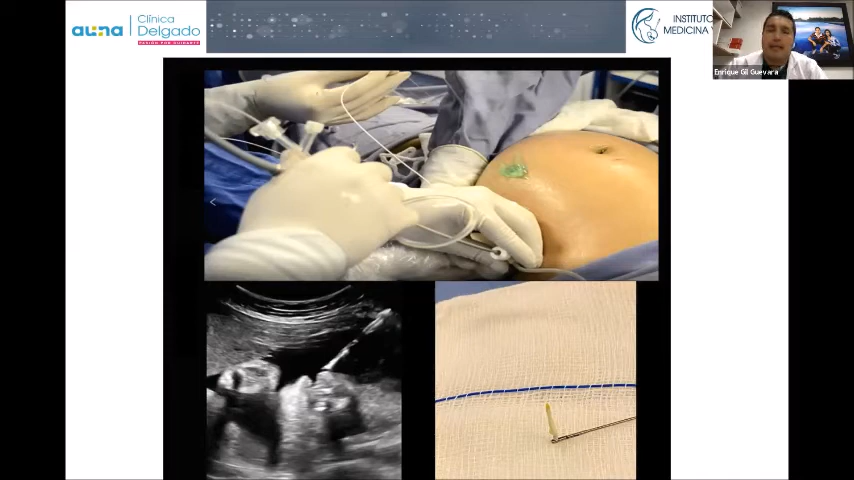 auna
Clínica
Delgado
PASIÓN POR CUIDARTE
INSTITUTO
MEDICINA
Enrique Gil Guevara